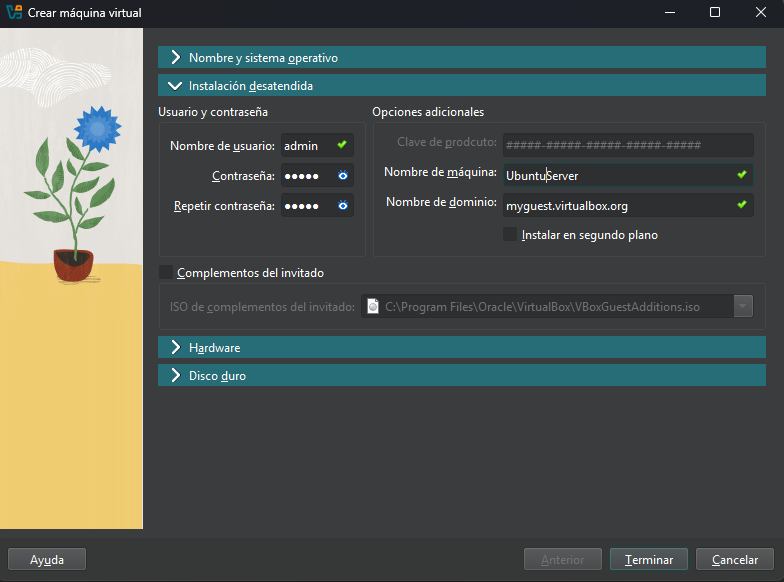 Crear máquina virtual
Nombre y sistema operativo
Instalación desatendida
Usuario y contraseña
Opciones adicionales
Nombre de usuario: admin
Clave de prodcuto: #####-#####-#####-#####-#####
Contraseña: ●●●●●
Nombre de máquina: UbuntuServer
Repetir contraseña: ●●●●●
Nombre de dominio: myguest.virtualbox.org
Instalar en segundo plano
Complementos del invitado
ISO de complementos del invitado: C:\Program Files\Oracle\VirtualBox\VBoxGuestAdditions.iso
Hardware
Disco duro
Ayuda
Anterior
Terminar
Cancelar